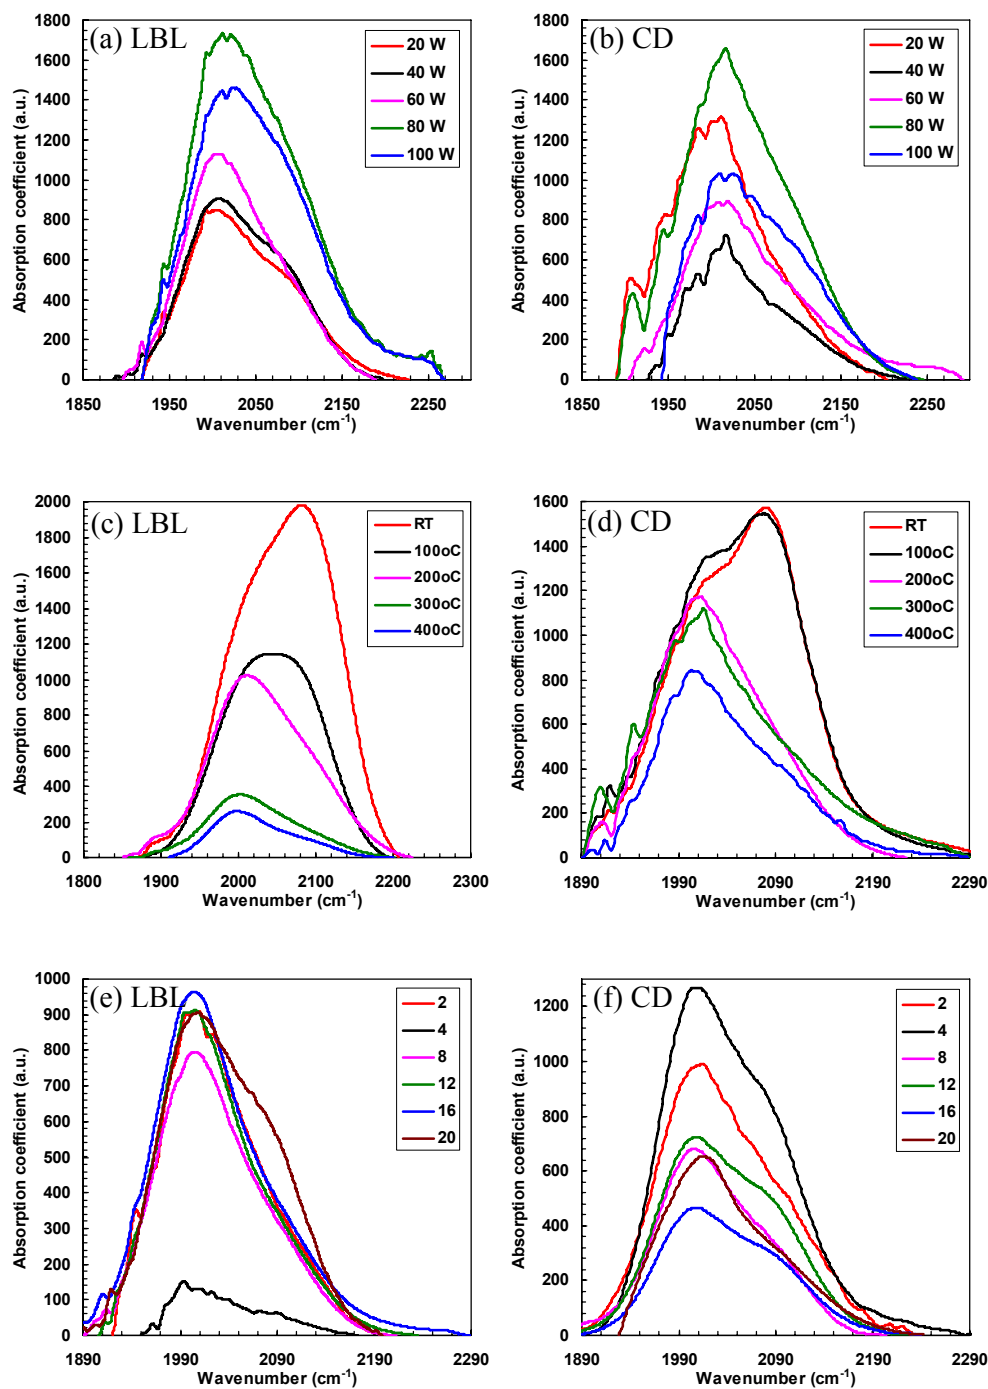 (a) LBL
Absorption coefficient (a.u.)
1800
1600
1400
1200
1000
800
600
400
200
0
1850 1950 2050 2150 2250
Wavenumber (cm⁻¹)
20 W
40 W
60 W
80 W
100 W
(b) CD
Absorption coefficient (a.u.)
1800
1600
1400
1200
1000
800
600
400
200
0
1850 1950 2050 2150 2250
Wavenumber (cm⁻¹)
20 W
40 W
60 W
80 W
100 W
(c) LBL
Absorption coefficient (a.u.)
2000
1800
1600
1400
1200
1000
800
600
400
200
0
1800 1900 2000 2100 2200 2300
Wavenumber (cm⁻¹)
RT
100oC
200oC
300oC
400oC
(d) CD
Absorption coefficient (a.u.)
1600
1400
1200
1000
800
600
400
200
0
1890 1990 2090 2190 2290
Wavenumber (cm⁻¹)
RT
100oC
200oC
300oC
400oC
(e) LBL
Absorption coefficient (a.u.)
1000
900
800
700
600
500
400
300
200
100
0
1890 1990 2090 2190 2290
Wavenumber (cm⁻¹)
2
4
8
12
16
20
(f) CD
Absorption coefficient (a.u.)
1200
1000
800
600
400
200
0
1890 1990 2090 2190 2290
Wavenumber (cm⁻¹)
2
4
8
12
16
20